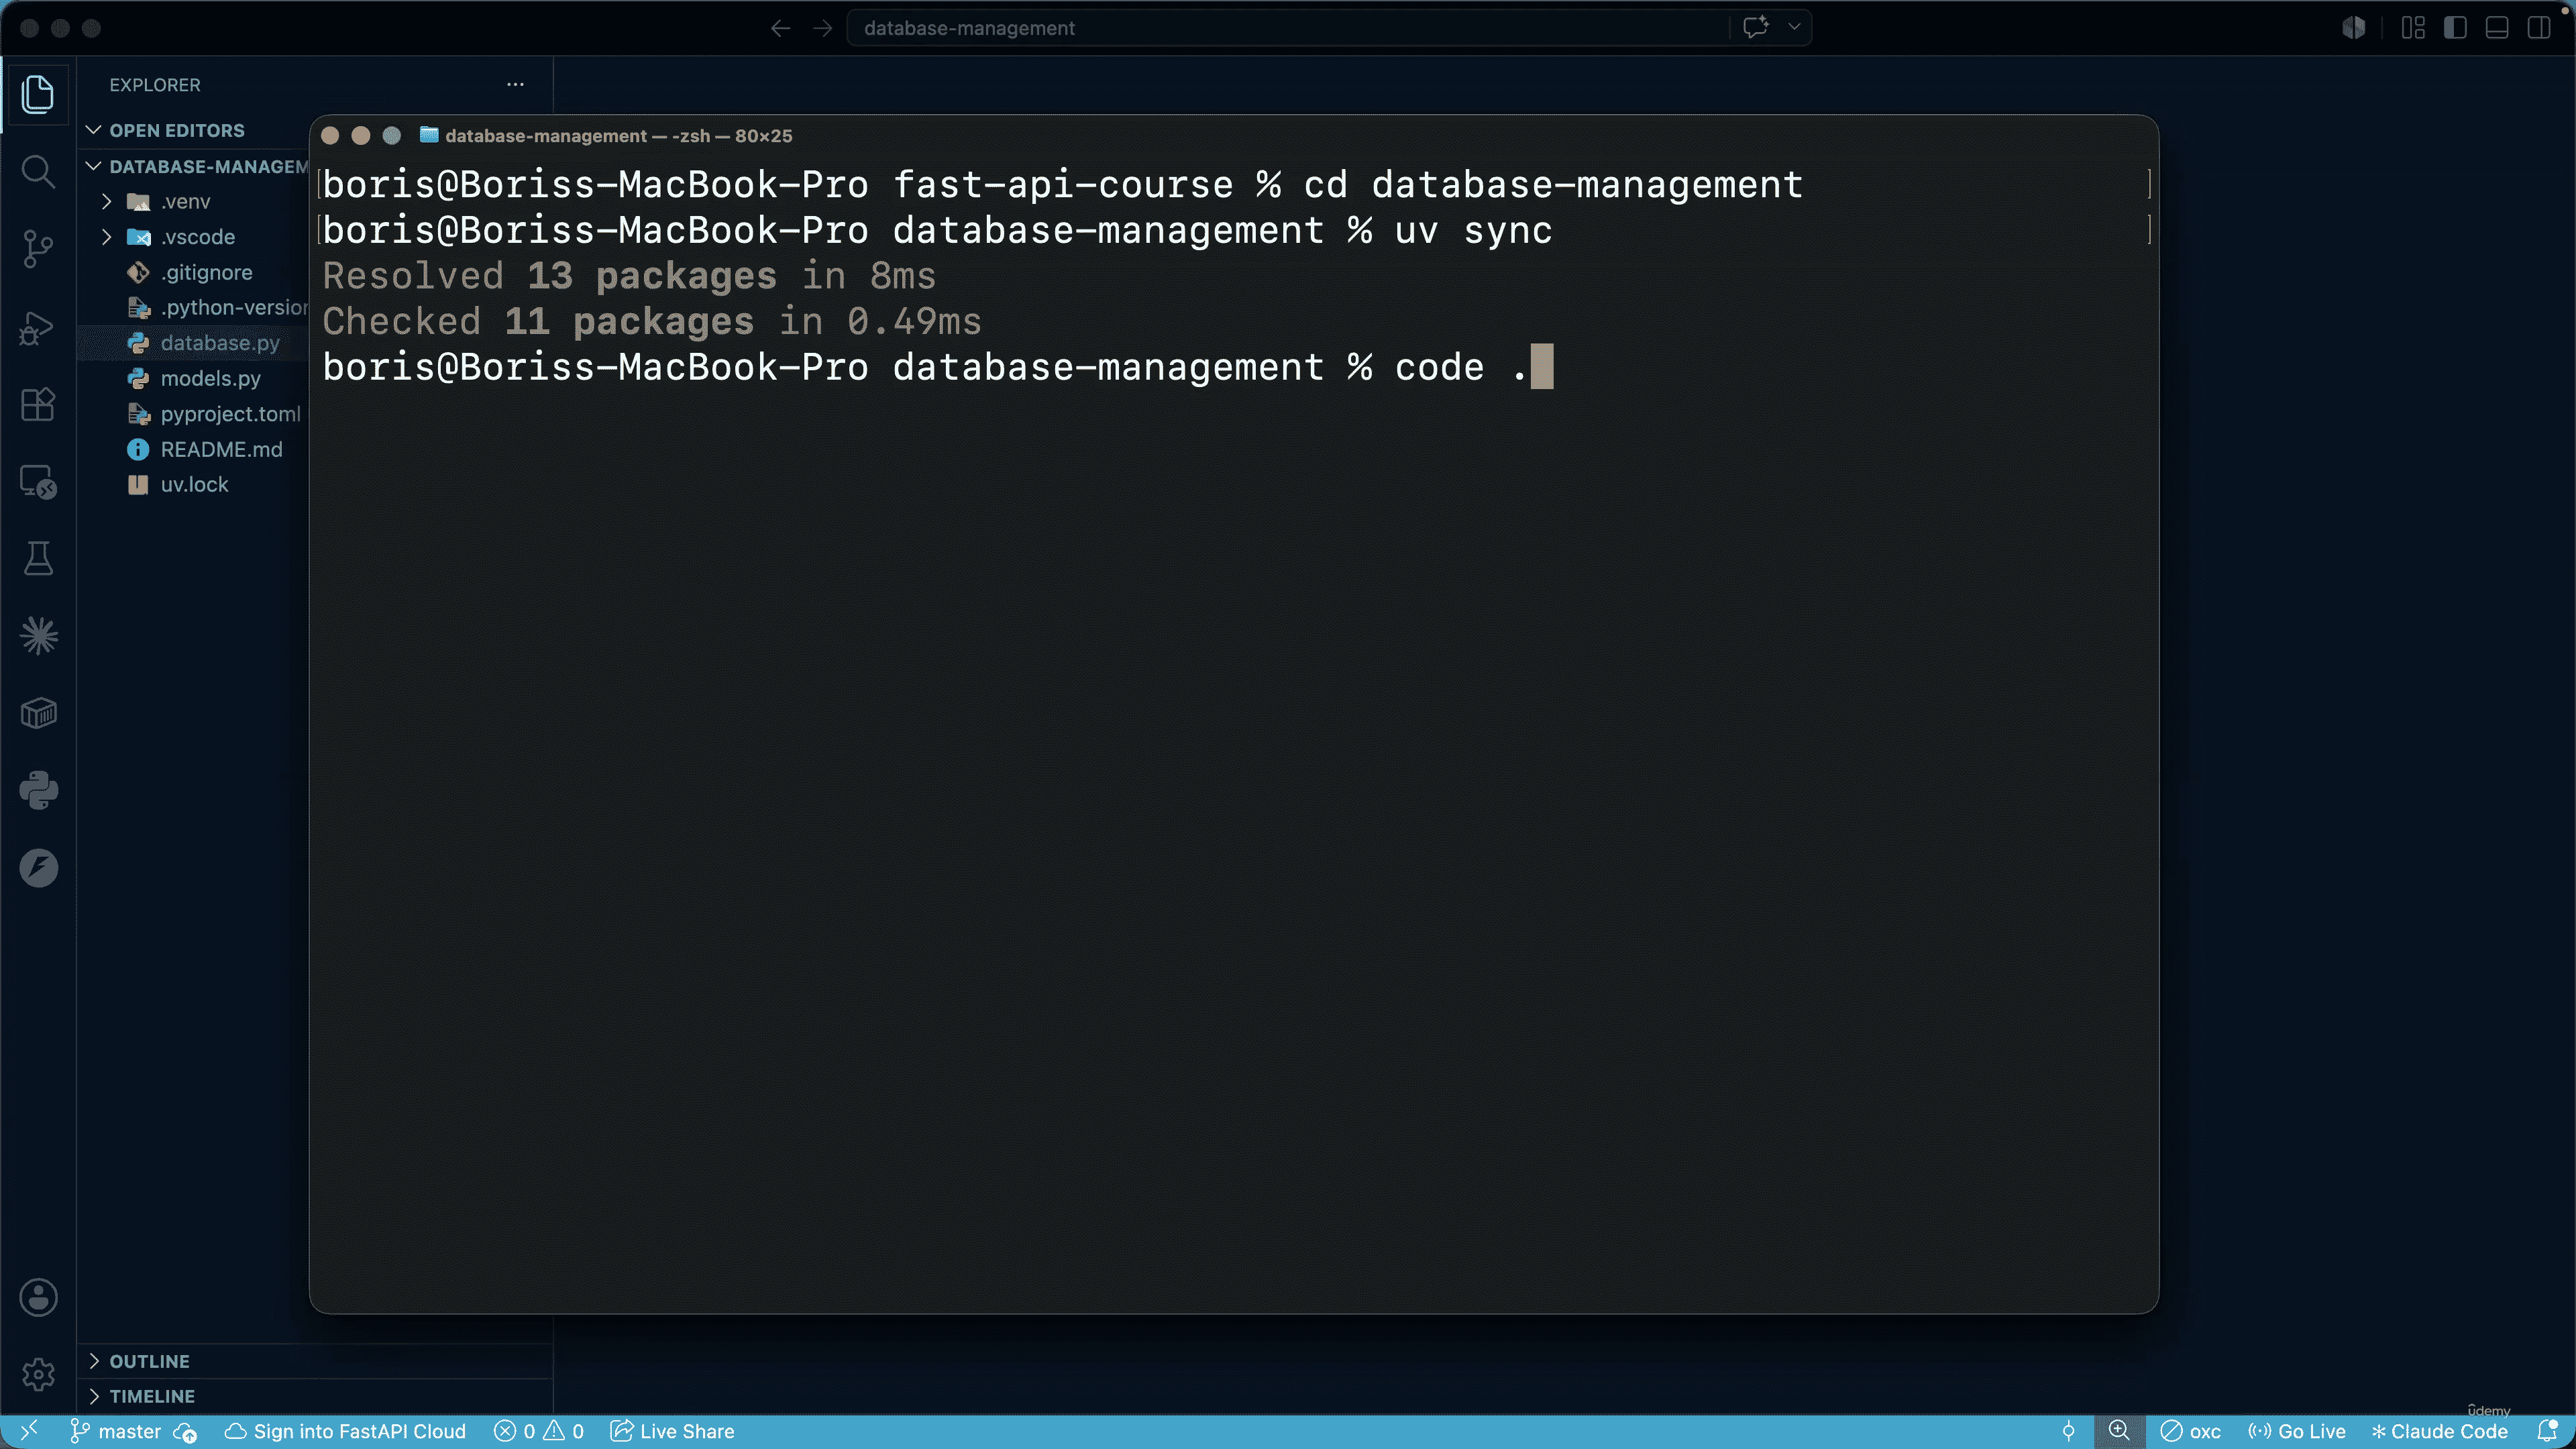 database-management
EXPLORER
OPEN EDITORS
DATABASE-MANAGEM
.venv
.vscode
.gitignore
.python-version
database.py
models.py
pyproject.toml
README.md
uv.lock
database-management — -zsh — 80×25
boris@Boriss-MacBook-Pro fast-api-course % cd database-management
boris@Boriss-MacBook-Pro database-management % uv sync
Resolved 13 packages in 8ms
Checked 11 packages in 0.49ms
boris@Boriss-MacBook-Pro database-management % code .
OUTLINE
TIMELINE
udemy
master Sign into FastAPI Cloud 0 0 Live Share oxc Go Live Claude Code